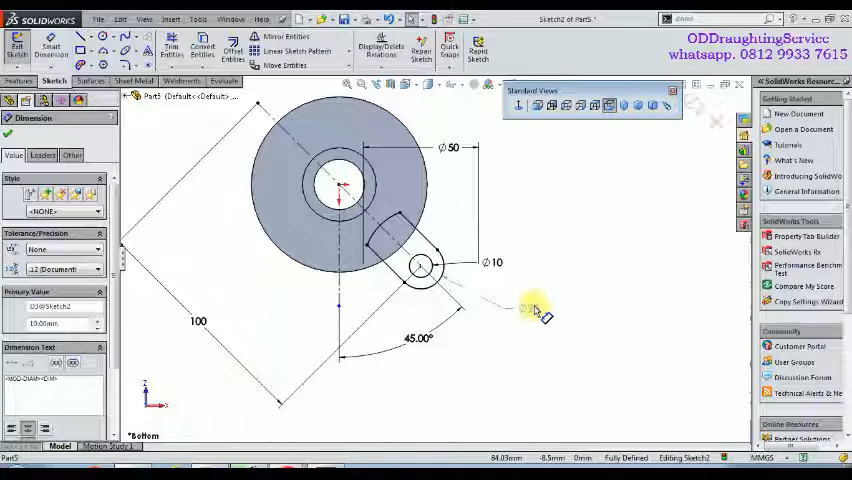 SOLIDWORKS
File Edit View Insert Tools Window Help
Sketch2 of Part5 *
dome
ODDraughtingServices
whatsapp. 0812 9933 7615
Exit Sketch
Smart Dimension
Trim Entities
Convert Entities
Offset Entities
Mirror Entities
Linear Sketch Pattern
Move Entities
Display/Delete Relations
Repair Sketch
Quick Snaps
Rapid Sketch
Features Sketch Surfaces Sheet Metal Weldments Evaluate
Part5 (Default<<Default>_...
Standard Views
Dimension
Value Leaders Other
Style
<NONE>
Tolerance/Precision
None
.12 (Document)
Primary Value
D3@Sketch2
10.00mm
Dimension Text
<MOD-DIAM><DIM>
Ø50
Ø10
100
45.00°
Z
X
*Bottom
SolidWorks Resourc...
Getting Started
New Document
Open a Document
Tutorials
What's New
Introducing SolidWorks
General Information
SolidWorks Tools
Property Tab Builder
SolidWorks Rx
Performance Benchmark Test
Compare My Score
Copy Settings Wizard
Community
Customer Portal
User Groups
Discussion Forum
Technical Alerts & New
Online Resources
Partner Solutions
Model Motion Study 1
Part5
84.03mm -8.5mm 0mm Fully Defined Editing Sketch2 MMGS